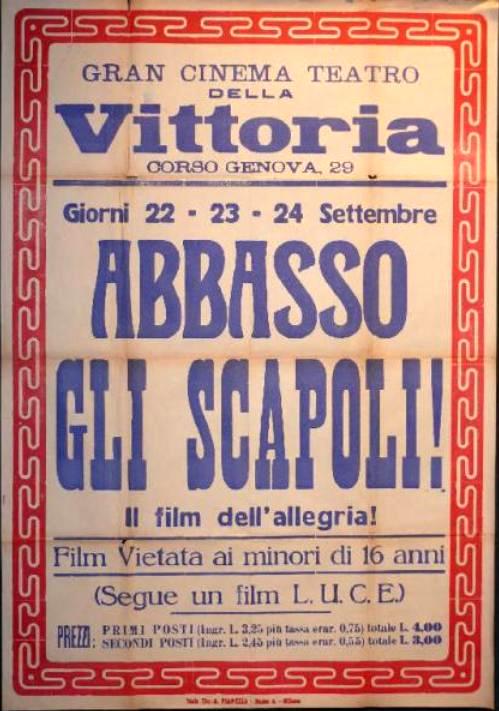 GRAN CINEMA TEATRO
DELLA
Vittoria
CORSO GENOVA, 29
Giorni 22 - 23 - 24 Settembre
ABBASSO
GLI SCAPOLI!
Il film dell'allegria!
Film Vietata ai minori di 16 anni
(Segue un film L.U.C.E.)
PREZZI: PRIMI POSTI (Ingr. L. 3,25 più tassa erar. 0,75) totale L. 4,00
SECONDI POSTI (Ingr. L. 2,45 più tassa erar. 0,55) totale L. 3,00
Milano